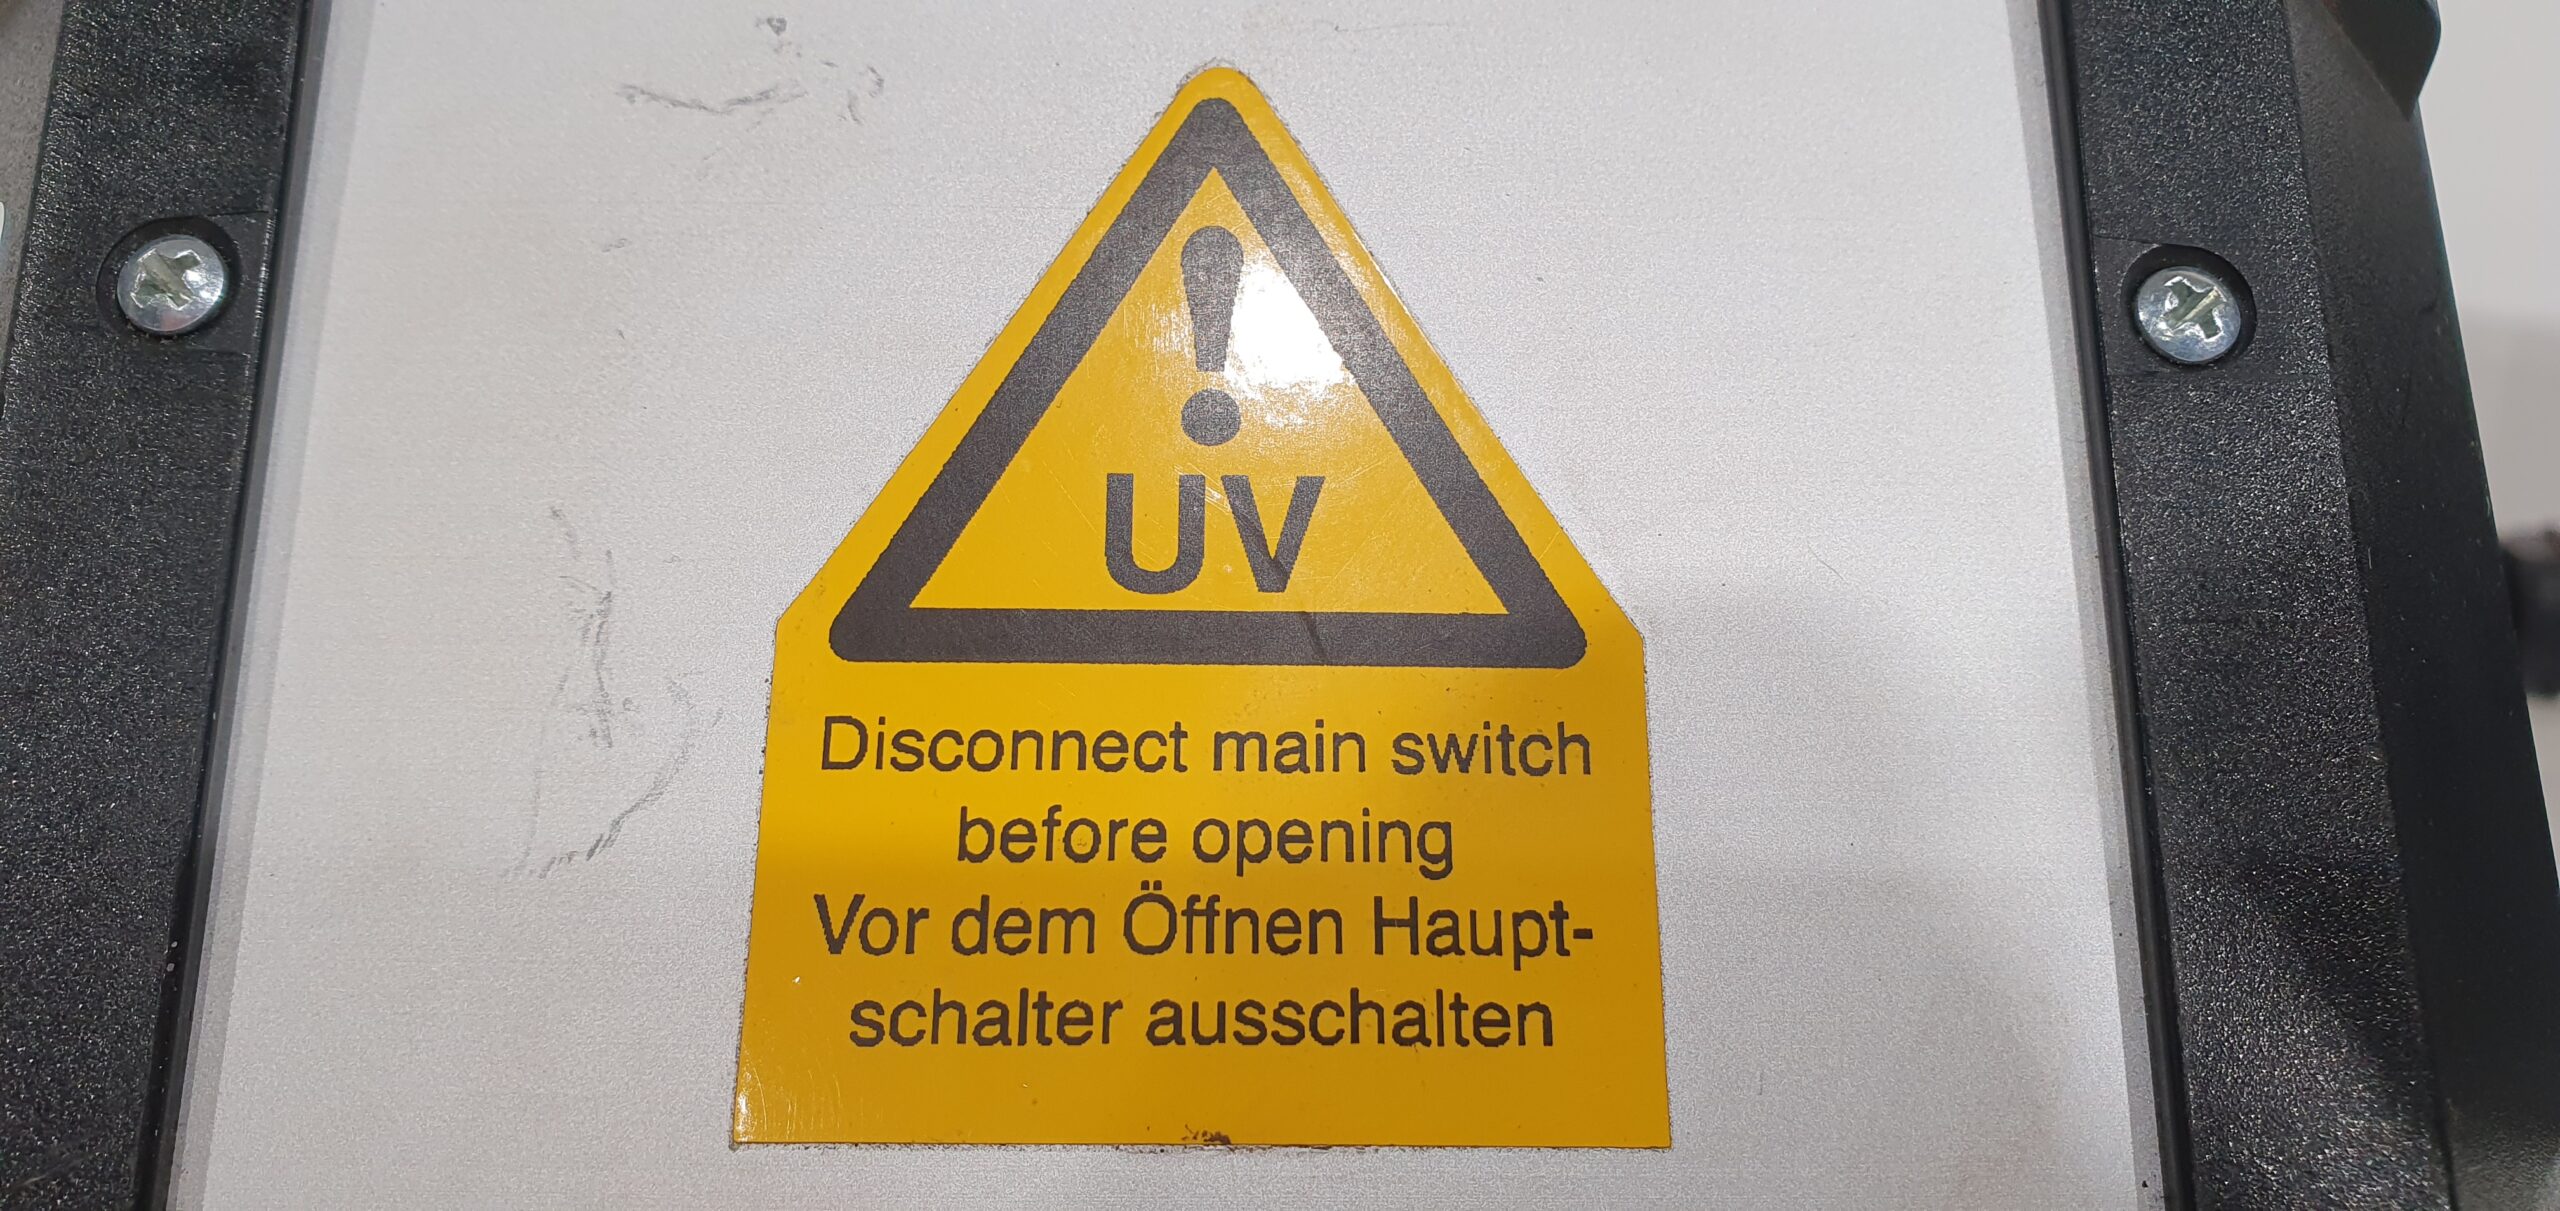 !
UV
Disconnect main switch
before opening
Vor dem Öffnen Haupt-
schalter ausschalten